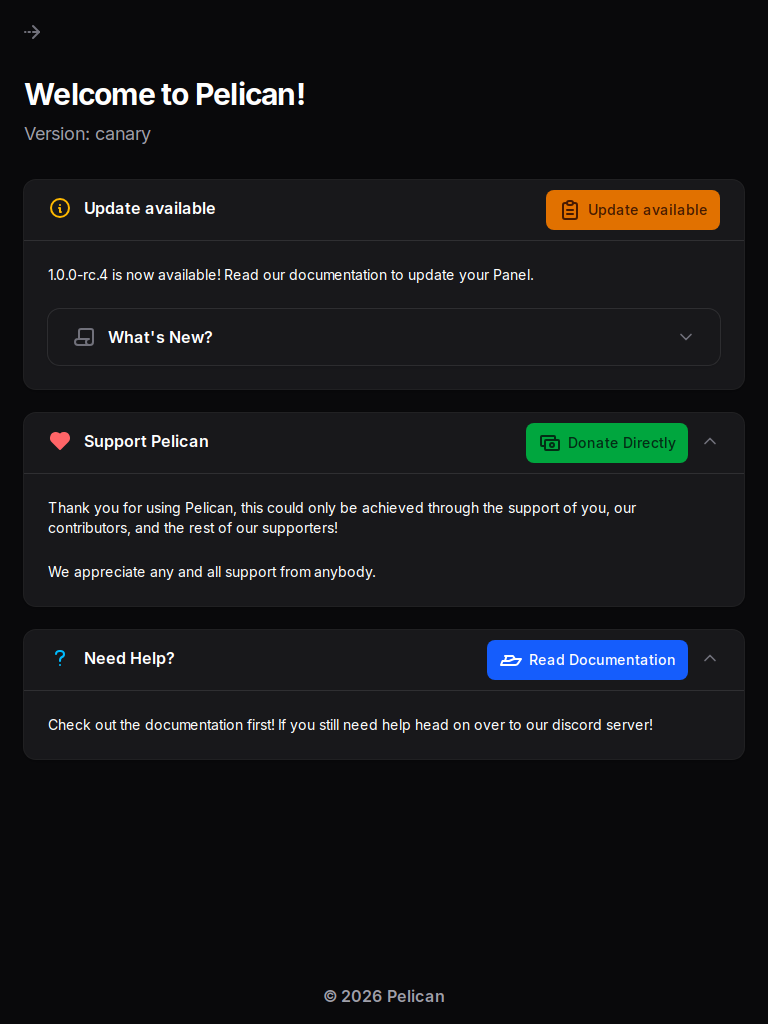 Welcome to Pelican!
Version: canary
Update available
Update available
1.0.0-rc.4 is now available! Read our documentation to update your Panel.
What's New?
Support Pelican
Donate Directly
Thank you for using Pelican, this could only be achieved through the support of you, our
contributors, and the rest of our supporters!
We appreciate any and all support from anybody.
Need Help?
Read Documentation
Check out the documentation first! If you still need help head on over to our discord server!
© 2026 Pelican